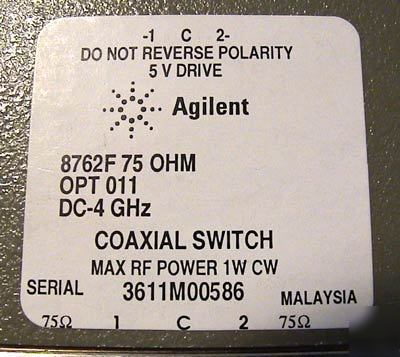 -1 C 2-
DO NOT REVERSE POLARITY
5 V DRIVE
Agilent
8762F 75 OHM
OPT 011
DC-4 GHz
COAXIAL SWITCH
MAX RF POWER 1W CW
SERIAL 3611M00586 MALAYSIA
75Ω 1 C 2 75Ω